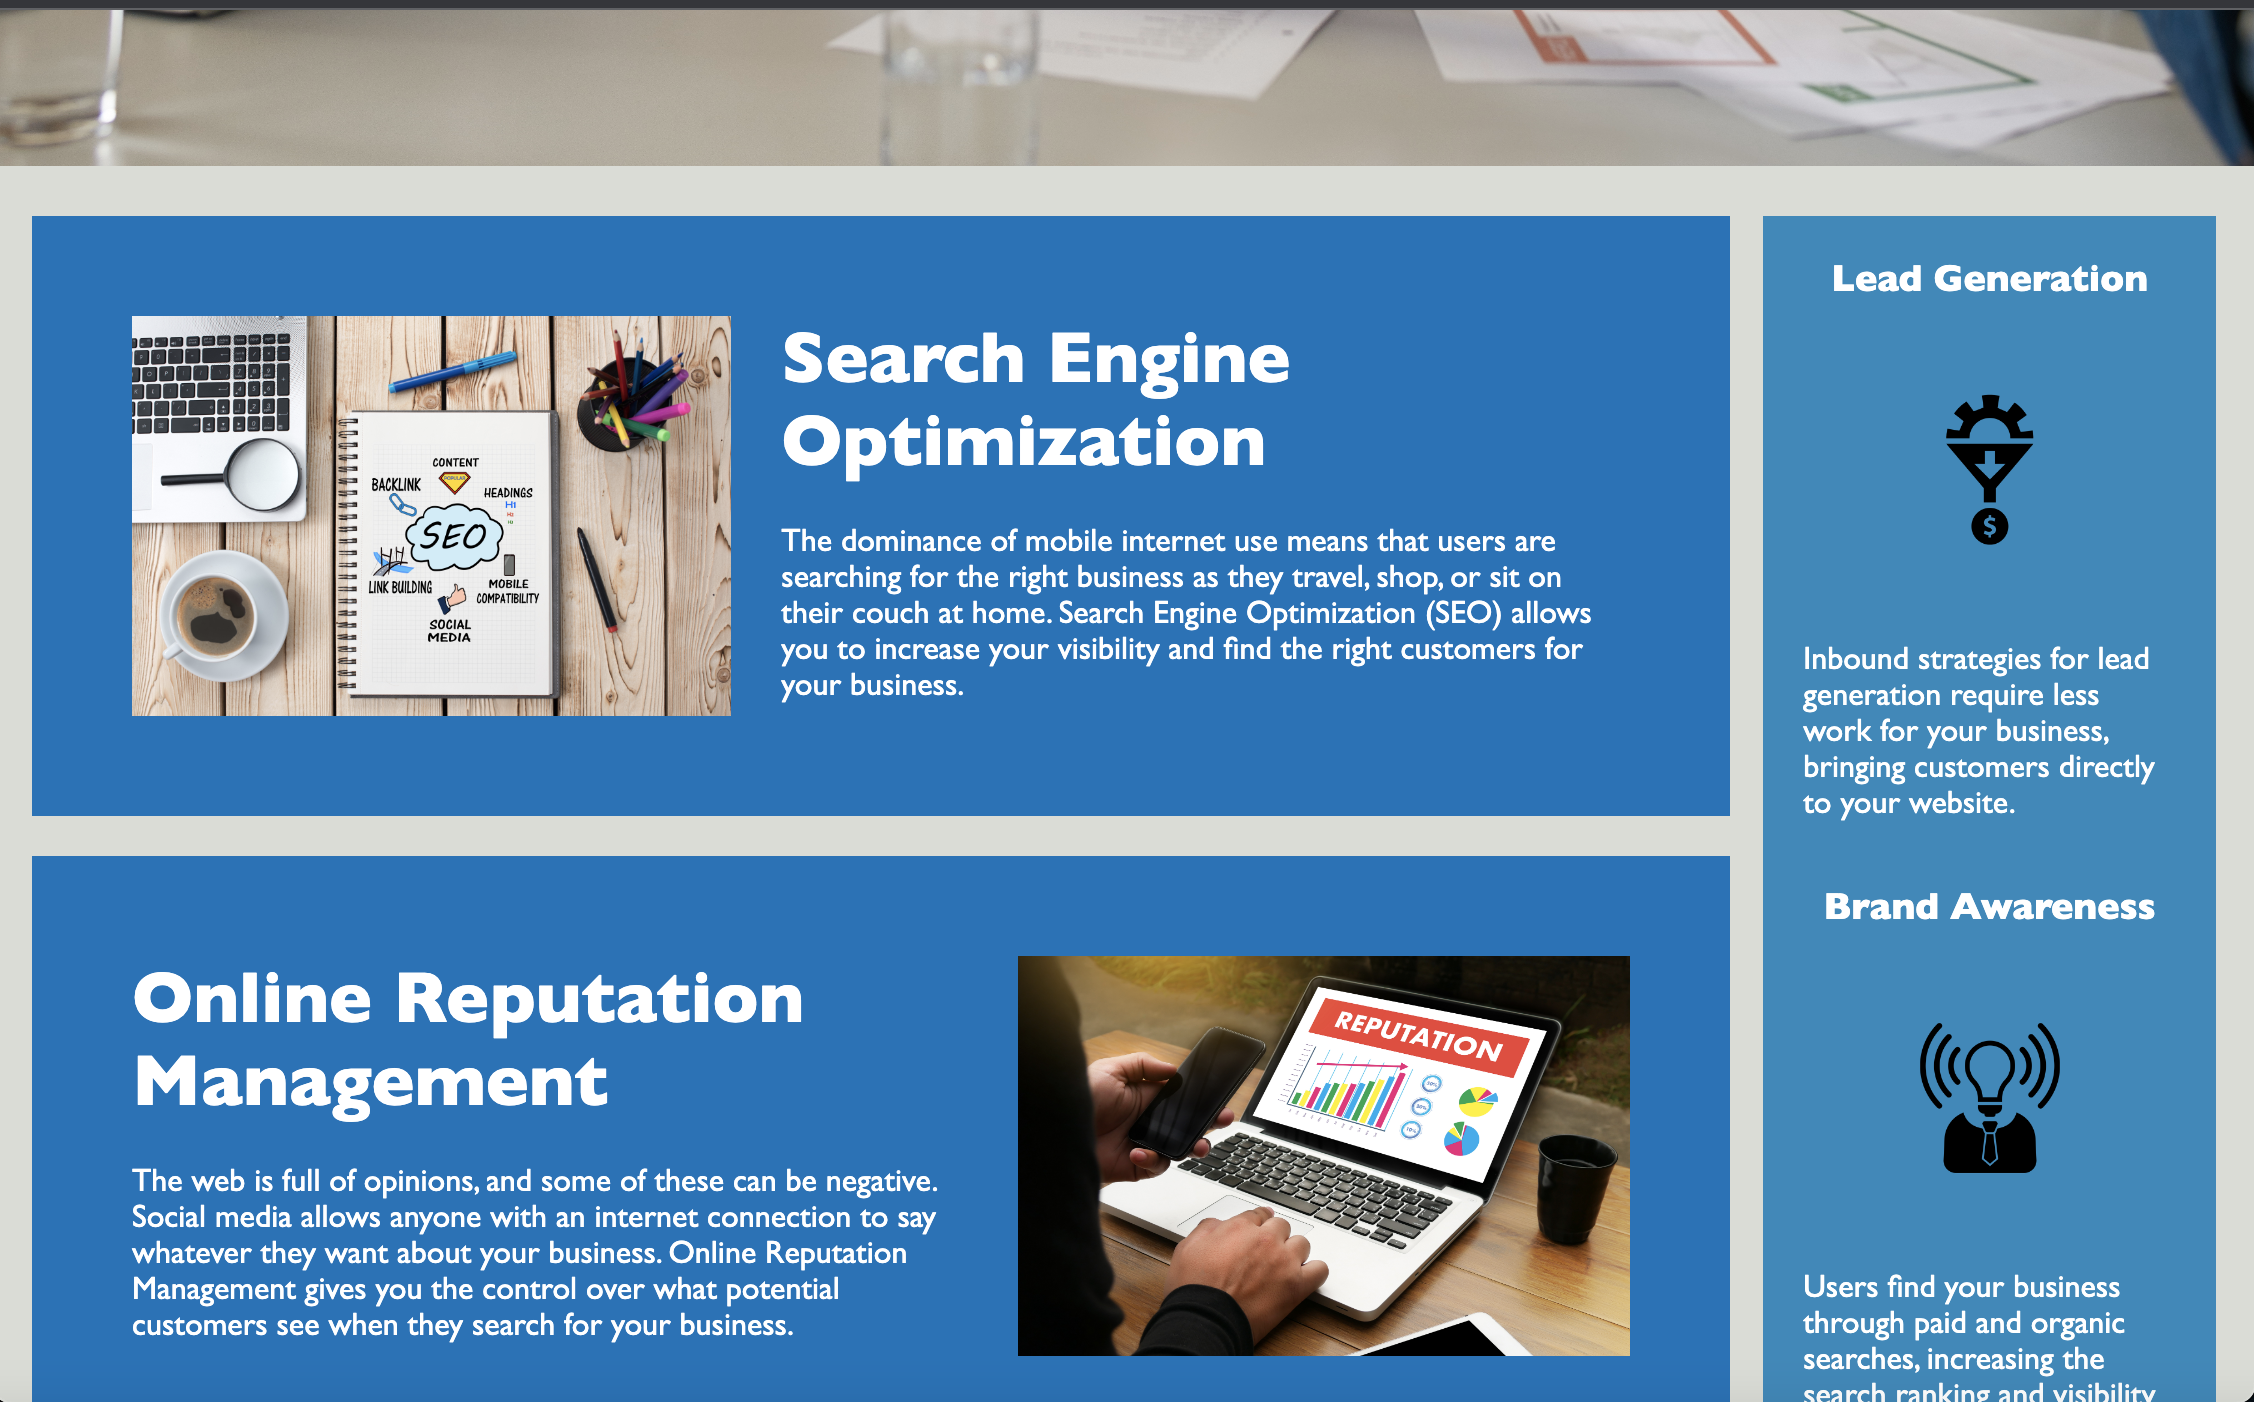 Search Engine
Optimization
The dominance of mobile internet use means that users are
searching for the right business as they travel, shop, or sit on
their couch at home. Search Engine Optimization (SEO) allows
you to increase your visibility and find the right customers for
your business.
CONTENT
BACKLINK
HEADINGS
H1
SEO
LINK BUILDING
MOBILE
COMPATIBILITY
SOCIAL
MEDIA
Online Reputation
Management
The web is full of opinions, and some of these can be negative.
Social media allows anyone with an internet connection to say
whatever they want about your business. Online Reputation
Management gives you the control over what potential
customers see when they search for your business.
REPUTATION
Lead Generation
$
Inbound strategies for lead
generation require less
work for your business,
bringing customers directly
to your website.
Brand Awareness
Users find your business
through paid and organic
searches, increasing the
search ranking and visibility